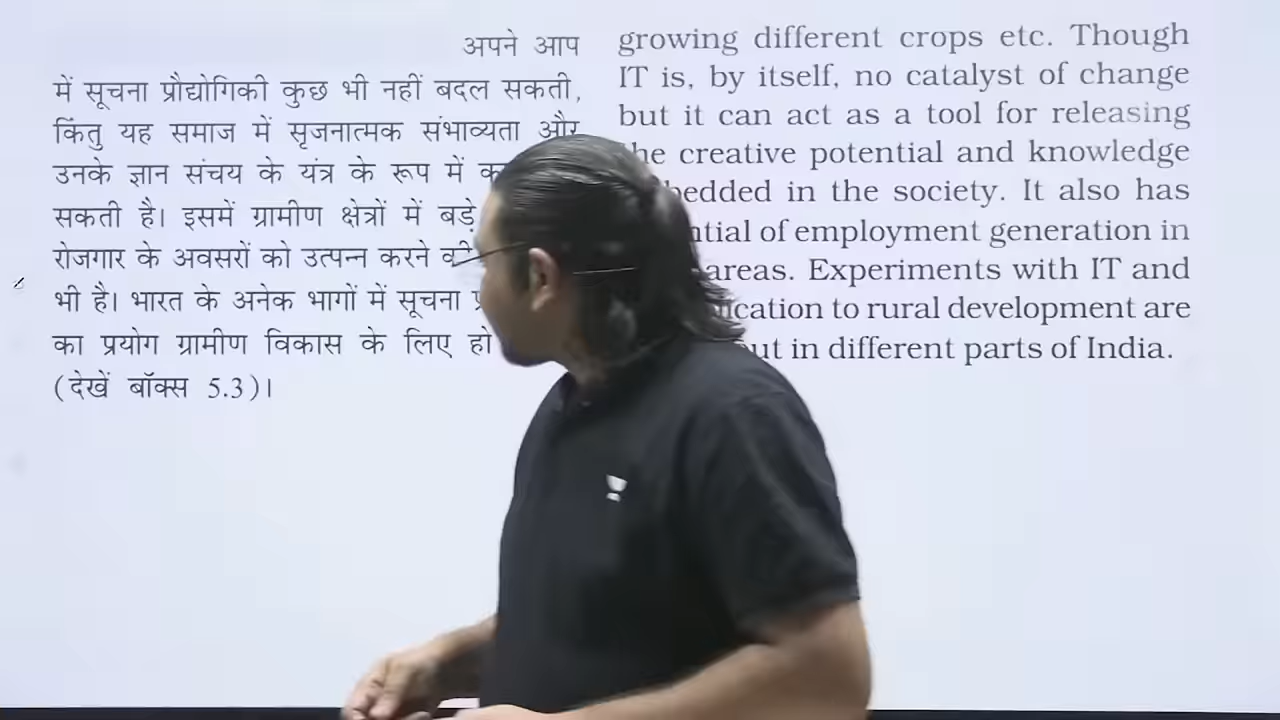 अपने आप
में सूचना प्रौद्योगिकी कुछ भी नहीं बदल सकती,
किंतु यह समाज में सृजनात्मक संभाव्यता और
उनके ज्ञान संचय के यंत्र के रूप में
सकती है। इसमें ग्रामीण क्षेत्रों में बड़े
रोजगार के अवसरों को उत्पन्न करने की
भी है। भारत के अनेक भागों में सूचना
का प्रयोग ग्रामीण विकास के लिए हो
(देखें बॉक्स 5.3)।
growing different crops etc. Though
IT is, by itself, no catalyst of change
but it can act as a tool for releasing
the creative potential and knowledge
in the society. It also has
of employment generation in
areas. Experiments with IT and
to rural development are
in different parts of India.